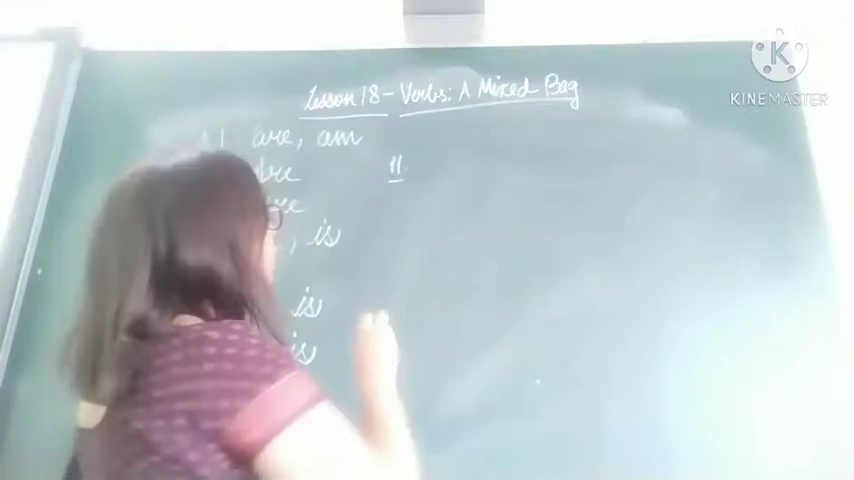 Lesson 18 - Verbs: A Mixed Bag
are, am
are
11
, is
is
is
K
KINEMASTER